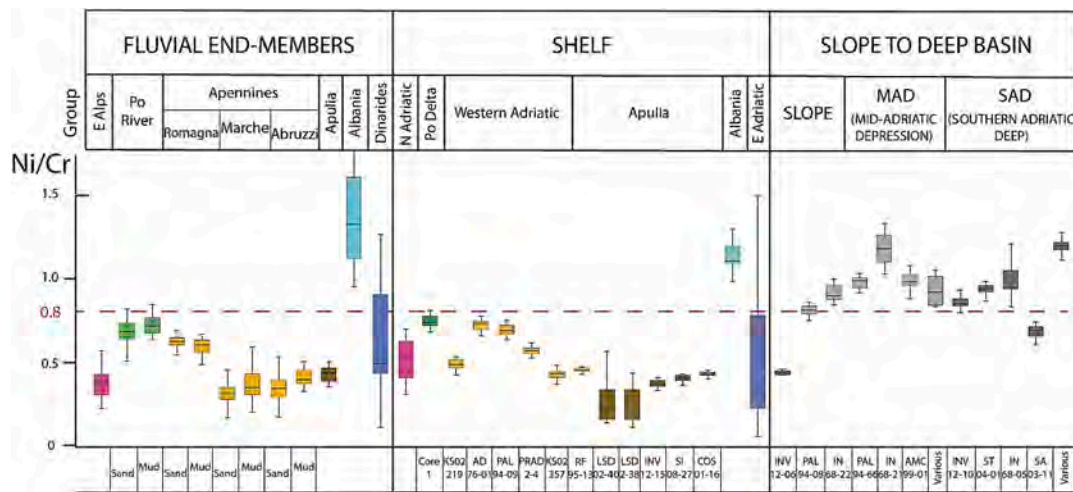 FLUVIAL END-MEMBERS
SHELF
SLOPE TO DEEP BASIN
Group
E Alps
Po
River
Apennines
Romagna
Marche
Abruzzi
Apulia
Albania
Dinarides
N Adriatic
Po Delta
Western Adriatic
Apulia
Albania
E Adriatic
SLOPE
MAD
(MID-ADRIATIC
DEPRESSION)
SAD
(SOUTHERN ADRIATIC
DEEP)
Ni/Cr
1.5
1.0
0.8
0.5
0
Sand
Mud
Sand
Mud
Sand
Mud
Sand
Mud
Core
1
KS02
219
AD
76-01
PAL
94-09
PRAD
2-4
KS02
357
RF
95-13
LSD
02-40
LSD
02-38
INV
12-15
SI
08-27
COS
01-16
INV
12-06
PAL
94-08
IN
68-22
PAL
94-66
IN
68-21
AMC
99-01
Various
INV
12-10
ST
04-01
IN
68-05
SA
03-11
Various